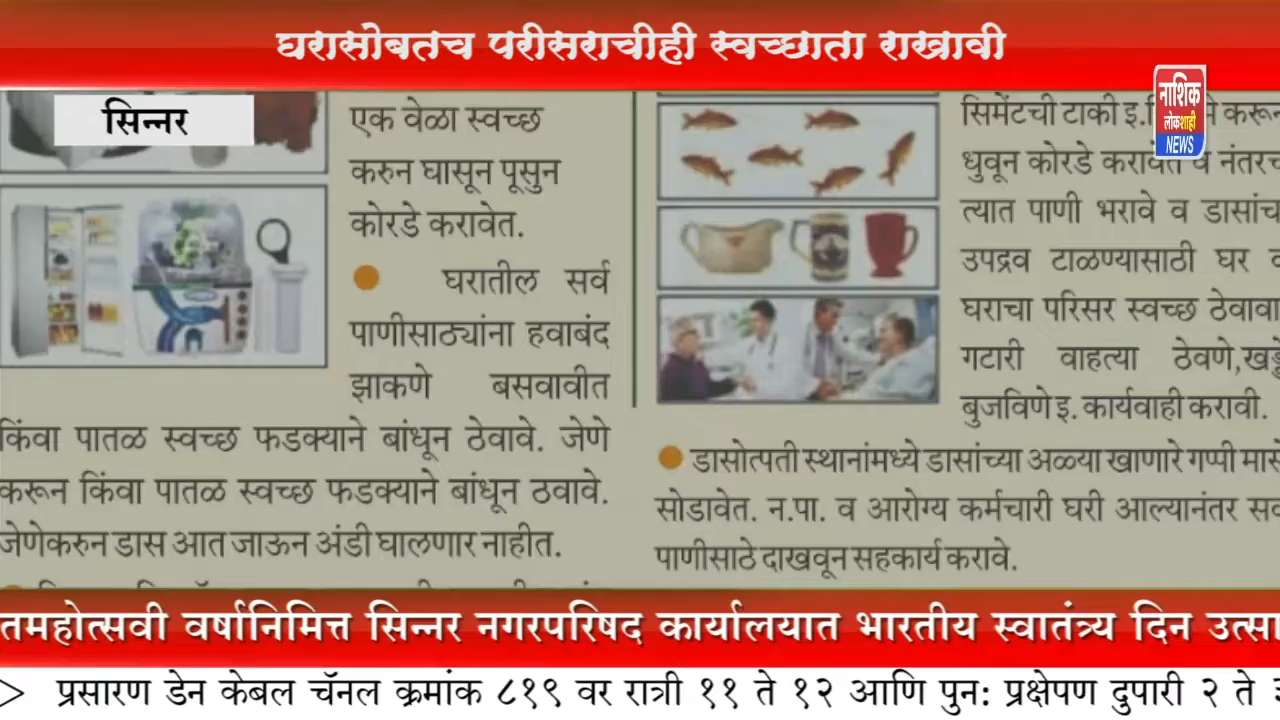 घरासोबतच परीसराचीही स्वच्छाता राखावी
सिन्नर
नाशिक
लोकशाही
NEWS
एक वेळा स्वच्छ
करुन घासून पूसुन
कोरडे करावेत.
घरातील सर्व
पाणीसाठ्यांना हवाबंद
झाकणे बसवावीत
किंवा पातळ स्वच्छ फडक्याने बांधून ठेवावे. जेणे
करून किंवा पातळ स्वच्छ फडक्याने बांधून ठवावे.
जेणेकरुन डास आत जाऊन अंडी घालणार नाहीत.
सिमेंटची टाकी इ.
धुवून कोरडे करावेत व
त्यात पाणी भरावे व
उपद्रव टाळण्यासाठी घर
घराचा परिसर स्वच्छ ठेवावा
गटारी वाहत्या ठेवणे,
बुजविणे इ. कार्यवाही करावी.
डासोत्पती स्थानांमध्ये डासांच्या अळ्या खाणारे गप्पी मासे
सोडावेत. न.पा. व आरोग्य कर्मचारी घरी आल्यानंतर
पाणीसाठे दाखवून सहकार्य करावे.
तमहोत्सवी वर्षानिमित्त सिन्नर नगरपरिषद कार्यालयात भारतीय स्वातंत्र्य दिन
प्रसारण डेन केबल चॅनल क्रमांक ८१९ वर रात्री ११ ते १२ आणि पुन: प्रक्षेपण दुपारी २ ते